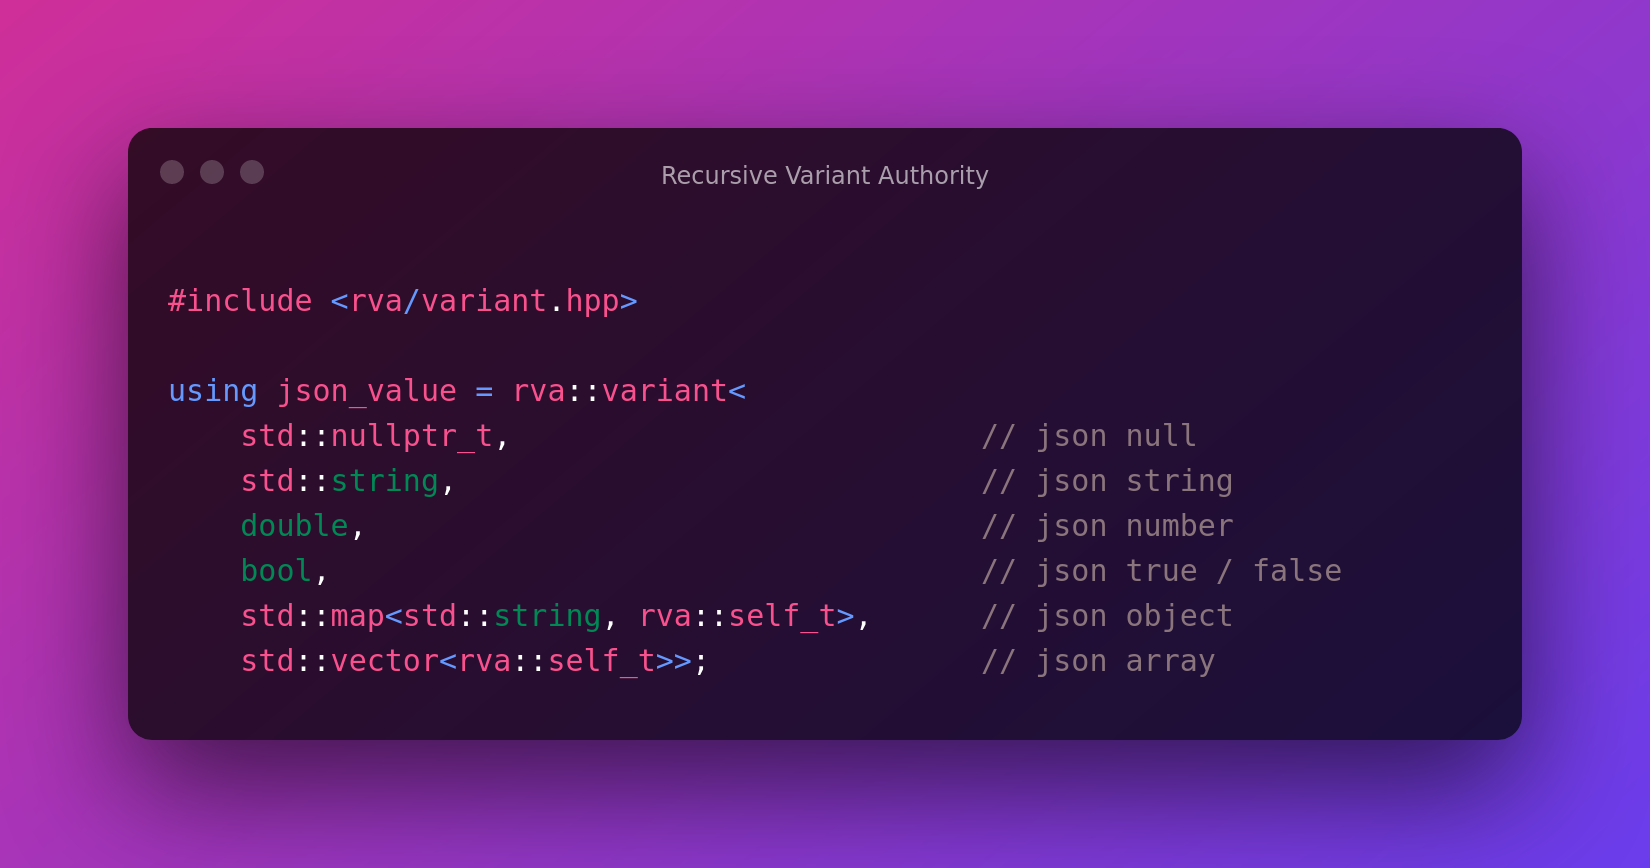 Recursive Variant Authority
#include <rva/variant.hpp>
using json_value = rva::variant<
    std::nullptr_t,                          // json null
    std::string,                             // json string
    double,                                  // json number
    bool,                                    // json true / false
    std::map<std::string, rva::self_t>,      // json object
    std::vector<rva::self_t>>;               // json array